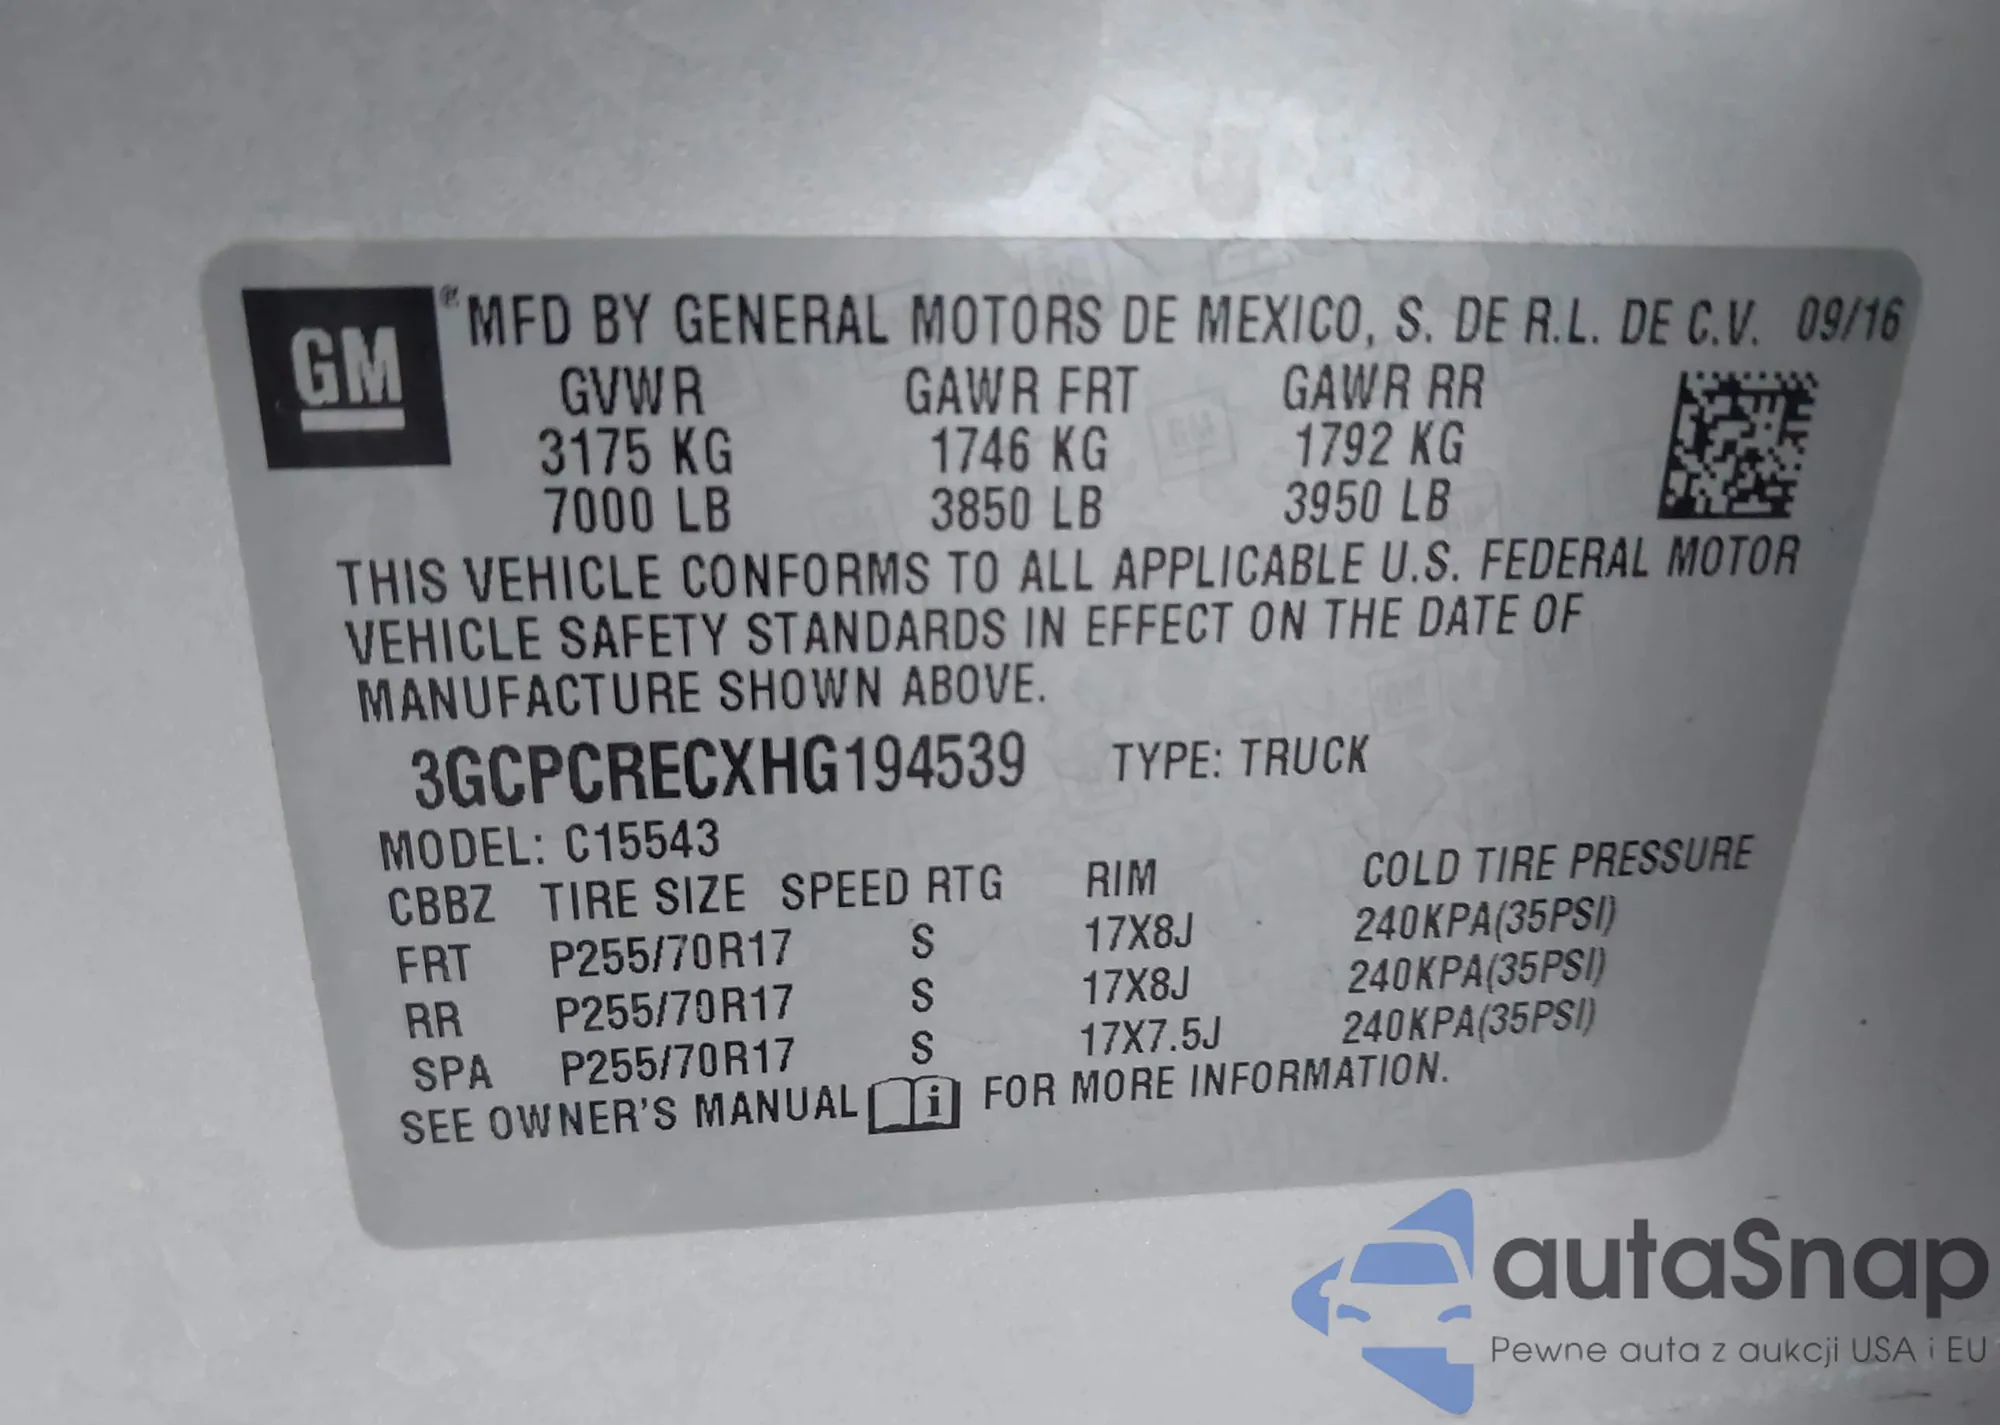 GM
® MFD BY GENERAL MOTORS DE MEXICO, S. DE R.L. DE C.V. 09/16
GVWR GAWR FRT GAWR RR
3175 KG 1746 KG 1792 KG
7000 LB 3850 LB 3950 LB
THIS VEHICLE CONFORMS TO ALL APPLICABLE U.S. FEDERAL MOTOR
VEHICLE SAFETY STANDARDS IN EFFECT ON THE DATE OF
MANUFACTURE SHOWN ABOVE.
3GCPCRECXHG194539 TYPE: TRUCK
MODEL: C15543
CBBZ TIRE SIZE SPEED RTG RIM COLD TIRE PRESSURE
FRT P255/70R17 S 17X8J 240KPA(35PSI)
RR P255/70R17 S 17X8J 240KPA(35PSI)
SPA P255/70R17 S 17X7.5J 240KPA(35PSI)
SEE OWNER'S MANUAL i FOR MORE INFORMATION.
autaSnap
Pewne auta z aukcji USA i EU